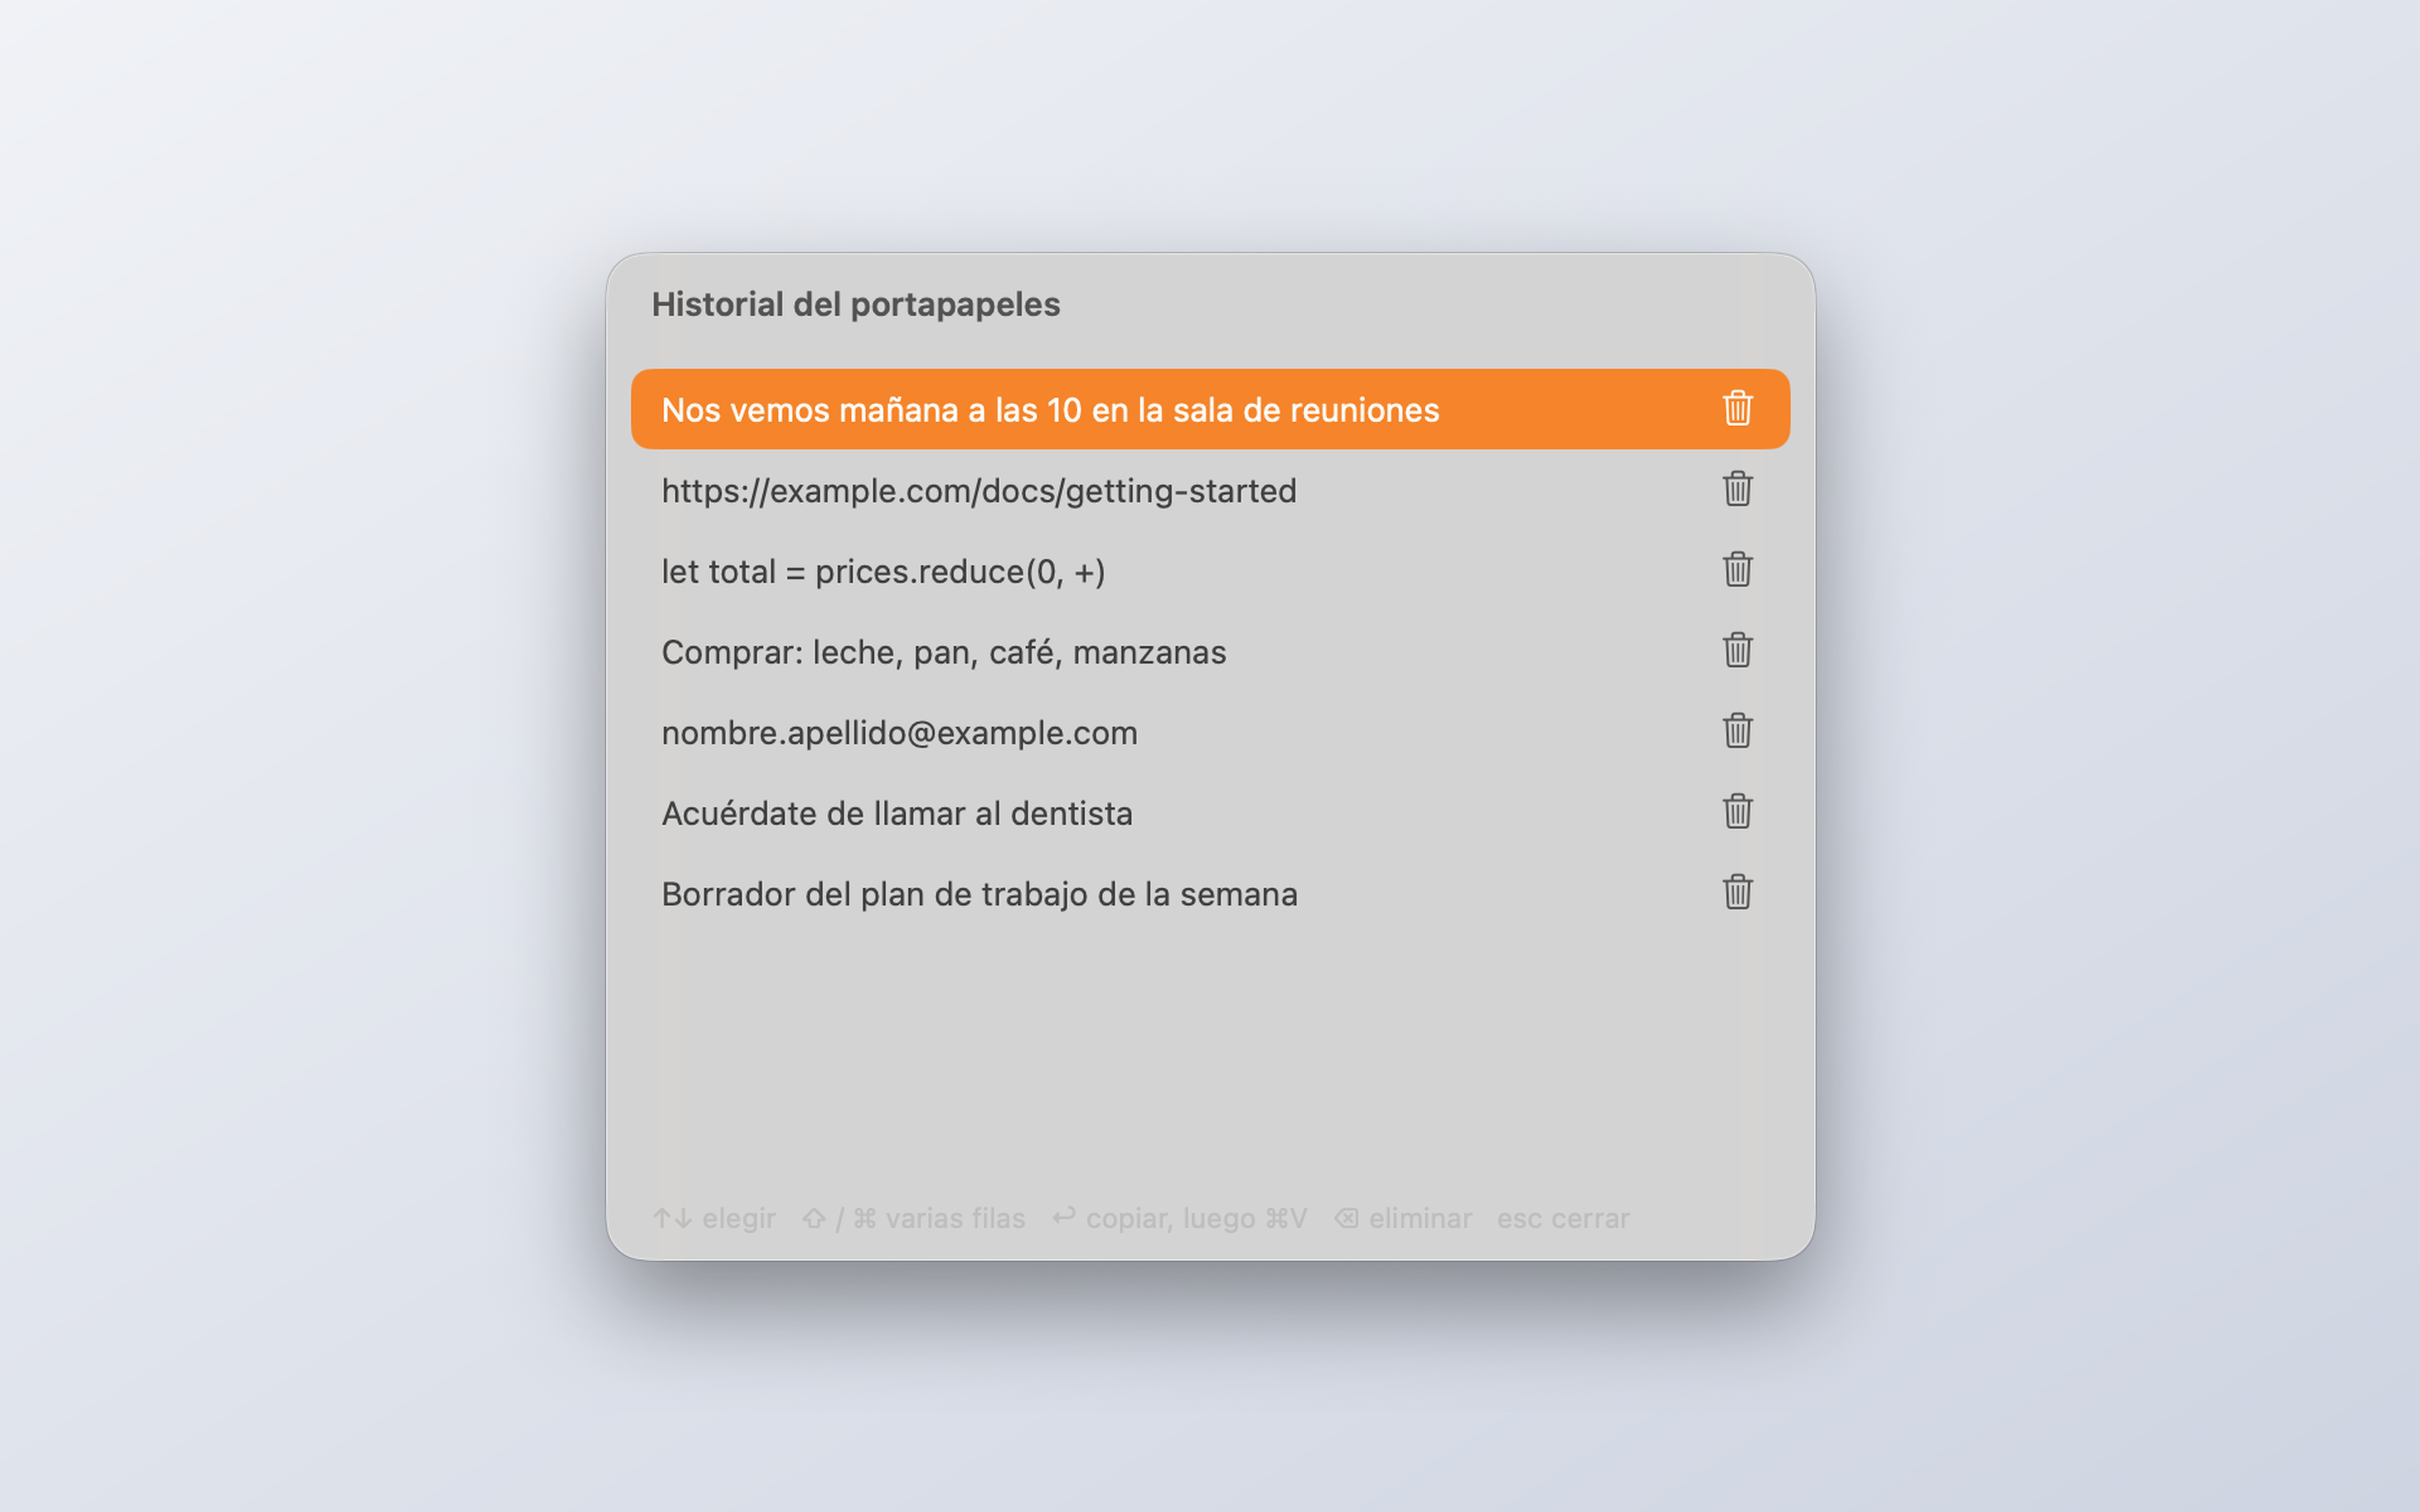 Historial del portapapeles
Nos vemos mañana a las 10 en la sala de reuniones
https://example.com/docs/getting-started
let total = prices.reduce(0, +)
Comprar: leche, pan, café, manzanas
nombre.apellido@example.com
Acuérdate de llamar al dentista
Borrador del plan de trabajo de la semana
↑↓ elegir ⇧ / ⌘ varias filas ↩ copiar, luego ⌘V ⌫ eliminar esc cerrar